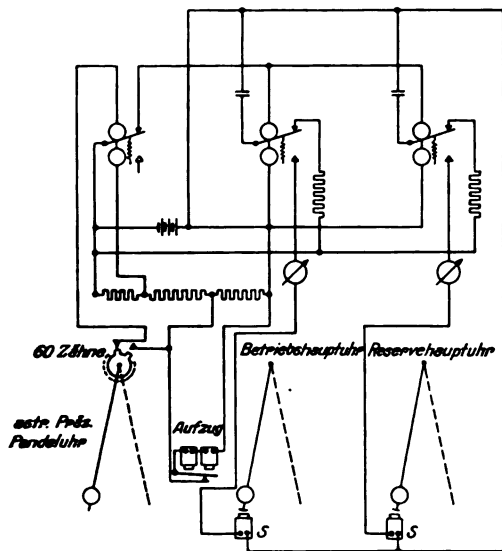 60 Zähne
Betriebshauptuhr
Reservehauptuhr
astr. Präz.
Pendeluhr
Aufzug
S
S